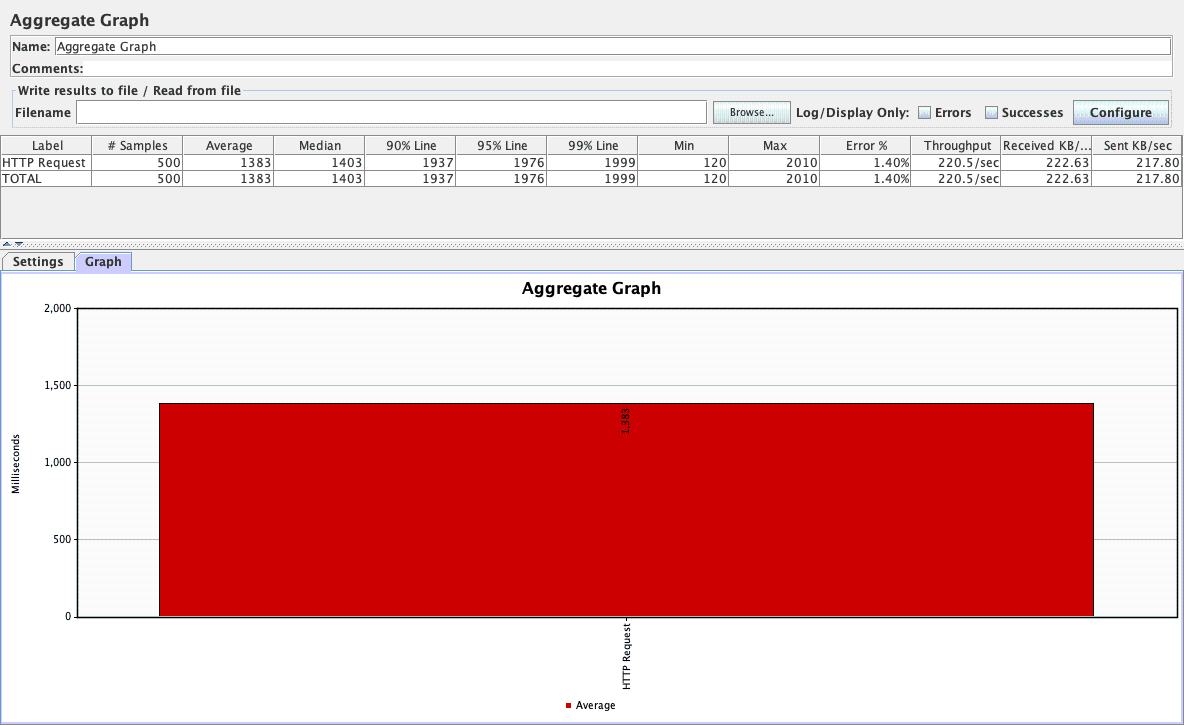 Aggregate Graph
Name: Aggregate Graph
Comments:
Write results to file / Read from file
Filename Browse... Log/Display Only: Errors Successes Configure
Label # Samples Average Median 90% Line 95% Line 99% Line Min Max Error % Throughput Received KB/... Sent KB/sec
HTTP Request 500 1383 1403 1937 1976 1999 120 2010 1.40% 220.5/sec 222.63 217.80
TOTAL 500 1383 1403 1937 1976 1999 120 2010 1.40% 220.5/sec 222.63 217.80
Settings Graph
Aggregate Graph
2,000
1,500
1,383
1,000
Milliseconds
500
0
HTTP Request
Average